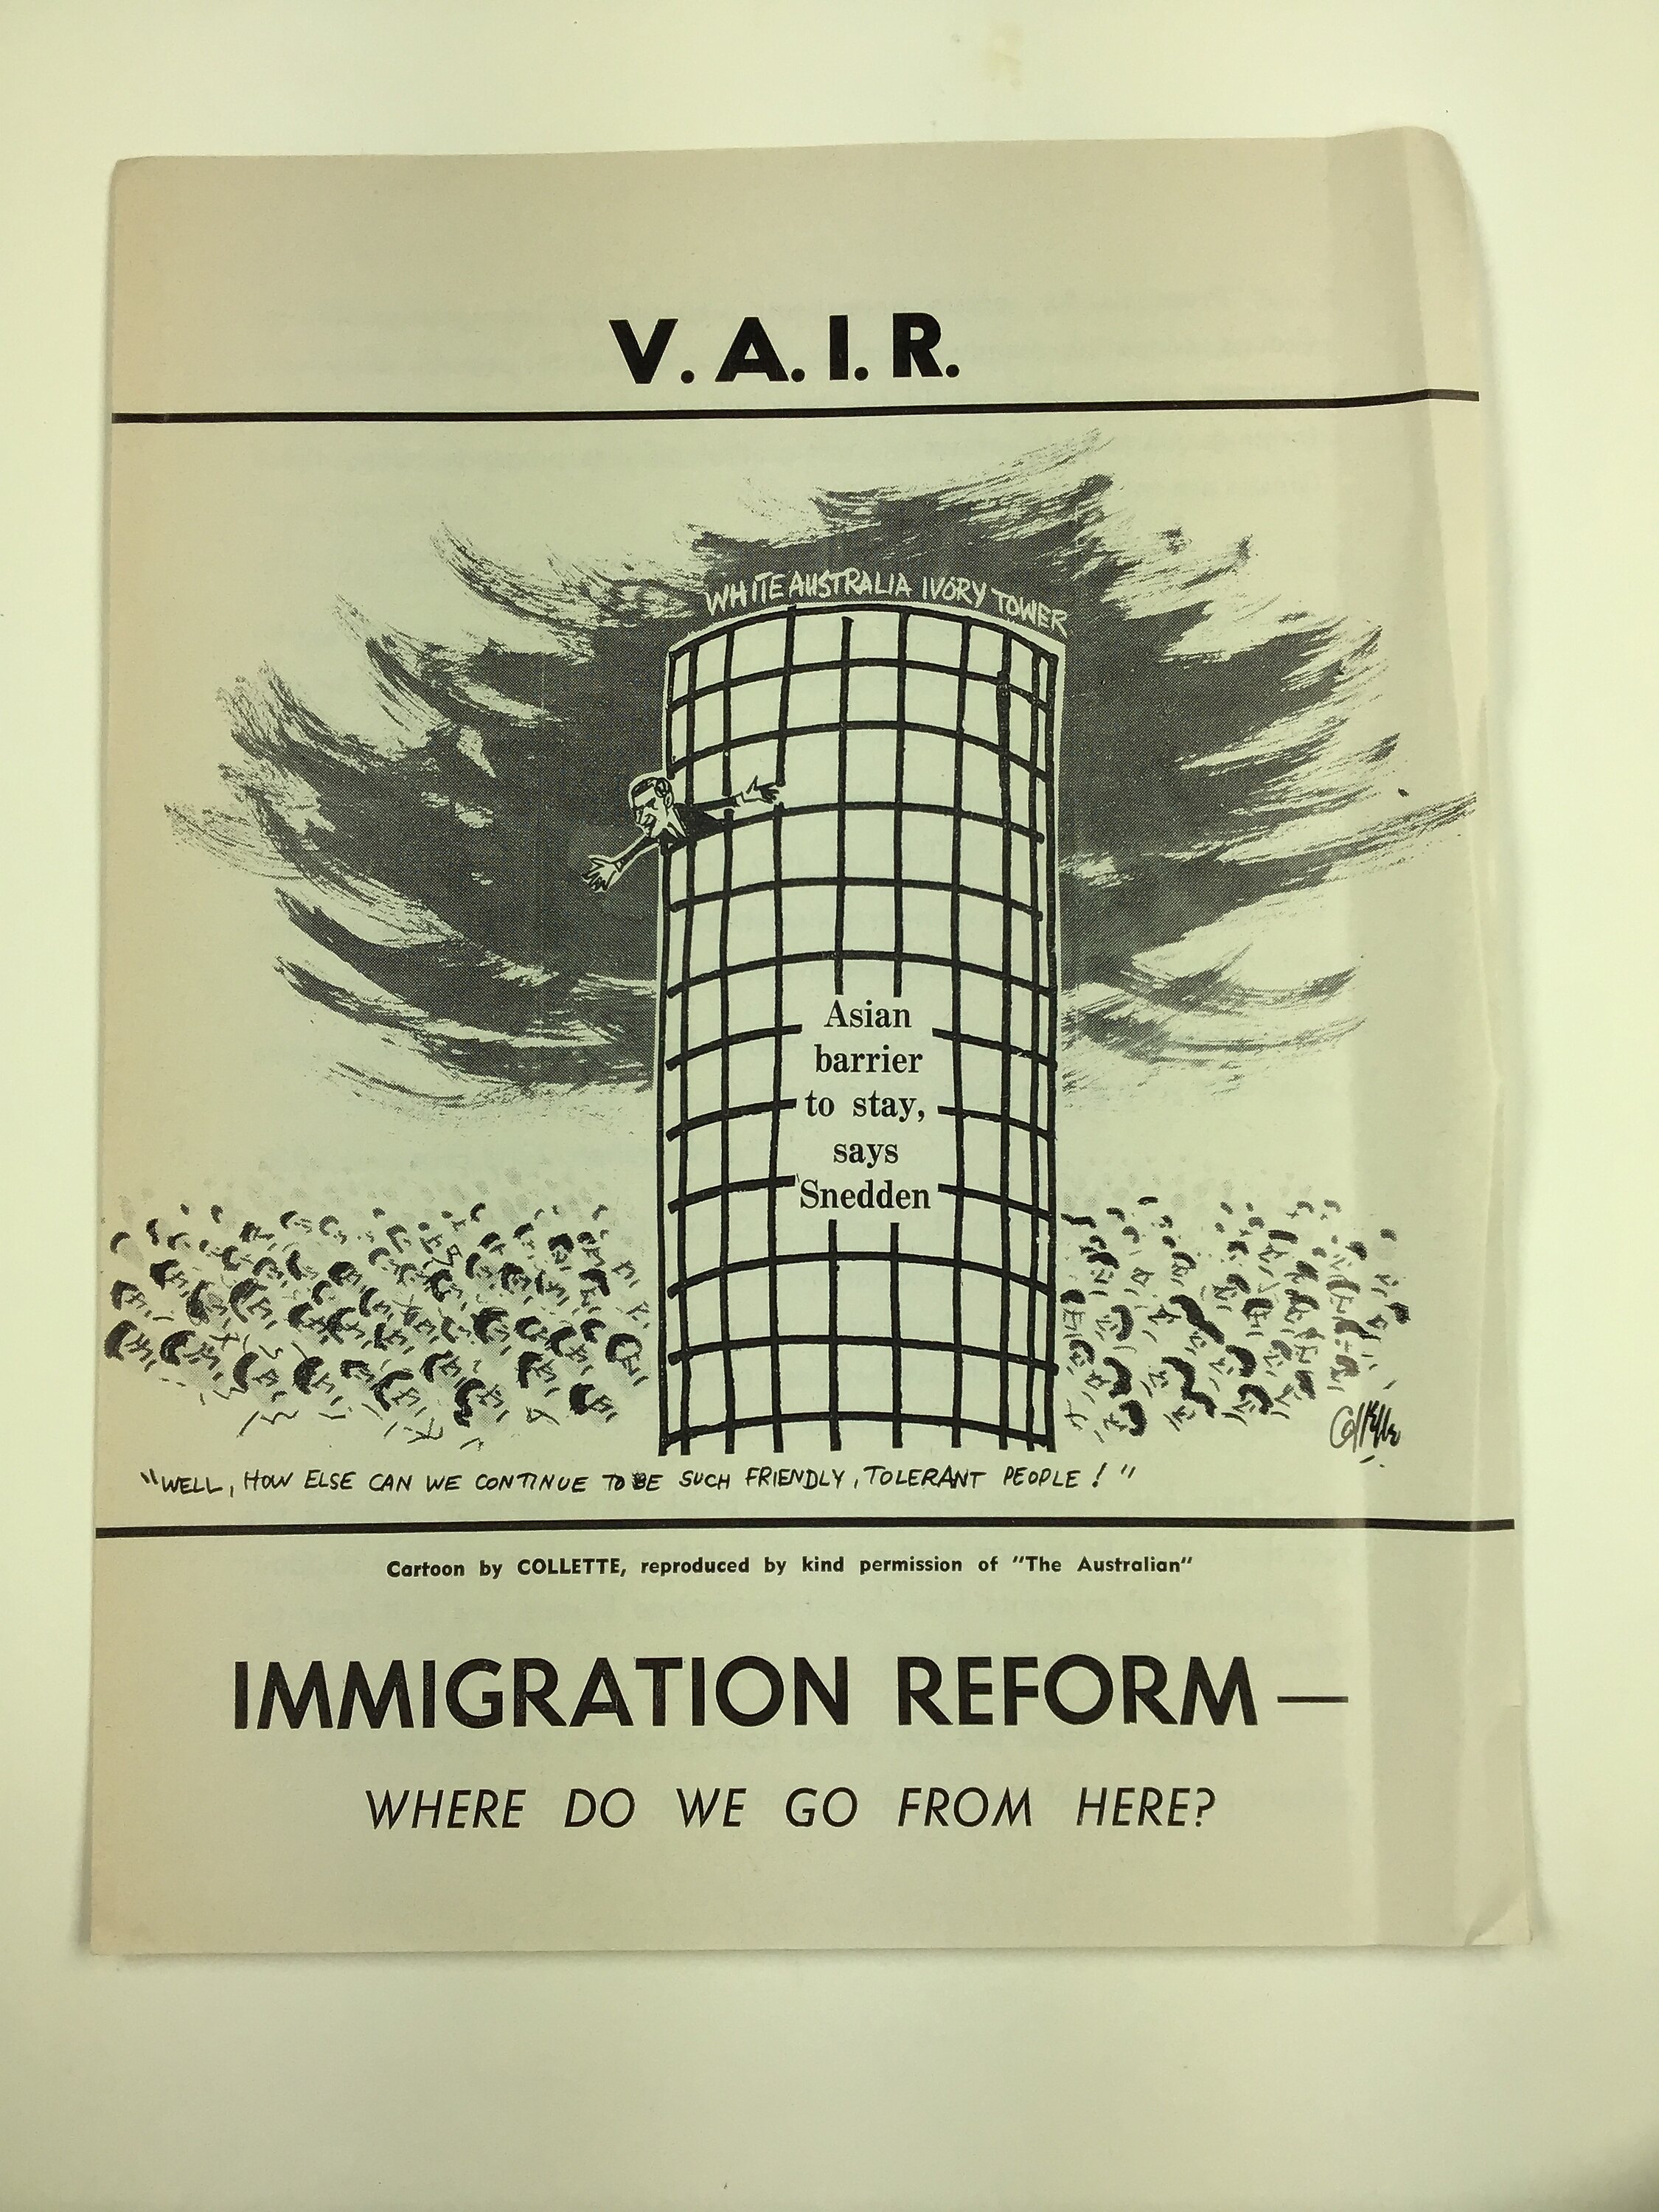 V. A. I. R.
WHITE AUSTRALIA IVORY TOWER
Asian
barrier
to stay,
says
Snedden
Collette
"WELL, HOW ELSE CAN WE CONTINUE TO BE SUCH FRIENDLY, TOLERANT PEOPLE! "
Cartoon by COLLETTE, reproduced by kind permission of "The Australian"
IMMIGRATION REFORM —
WHERE DO WE GO FROM HERE?